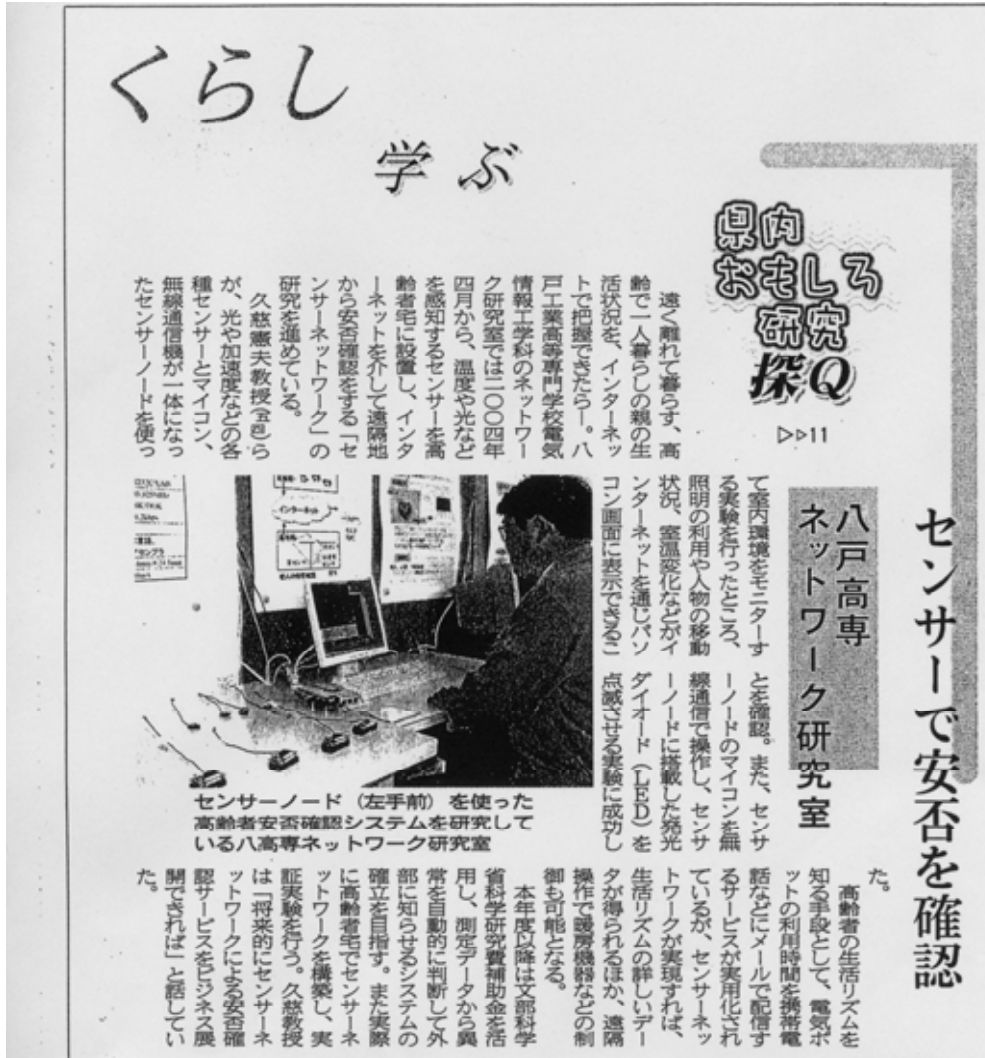 くらし
学ぶ
県内
おもしろ
研究
探Q
▷▷11
センサーで安否を確認
八戸高専
ネットワーク研究室
遠く離れて暮らす、高
齢で一人暮らしの親の生
活状況を、インターネッ
トで把握できたら―。八
戸工業高等専門学校電気
情報工学科のネットワー
ク研究室では二〇〇四年
四月から、温度や光など
を感知するセンサーを高
齢者宅に設置し、インタ
ーネットを介して遠隔地
から安否確認をする「セ
ンサーネットワーク」の
研究を進めている。
久慈憲夫教授 ら
が、光や加速度などの各
種センサーとマイコン、
無線通信機が一体になっ
たセンサーノードを使っ
て室内環境をモニターす
る実験を行ったところ、
照明の利用や人物の移動
状況、室温変化などがイ
ンターネットを通じパソ
コン画面に表示できるこ
とを確認。また、センサ
ーノードのマイコンを無
線通信で操作し、センサ
ーノードに搭載した発光
ダイオード(LED)を
点滅させる実験に成功し
た。
高齢者の生活リズムを
知る手段として、電気ポ
ットの利用時間を携帯電
話などにメールで配信す
るサービスが実用化され
ているが、センサーネッ
トワークが実現すれば、
生活リズムの詳しいデー
タが得られるほか、遠隔
操作で暖房機器などの制
御も可能となる。
本年度以降は文部科学
省科学研究費補助金を活
用し、測定データから異
常を自動的に判断して外
部に知らせるシステムの
確立を目指す。また実際
に高齢者宅でセンサーネ
ットワークを構築し、実
証実験を行う。久慈教授
は「将来的にセンサーネ
ットワークによる安否確
認サービスをビジネス展
開できれば」と話してい
た。
インターネット
センサーノード(左手前)を使った
高齢者安否確認システムを研究して
いる八高専ネットワーク研究室